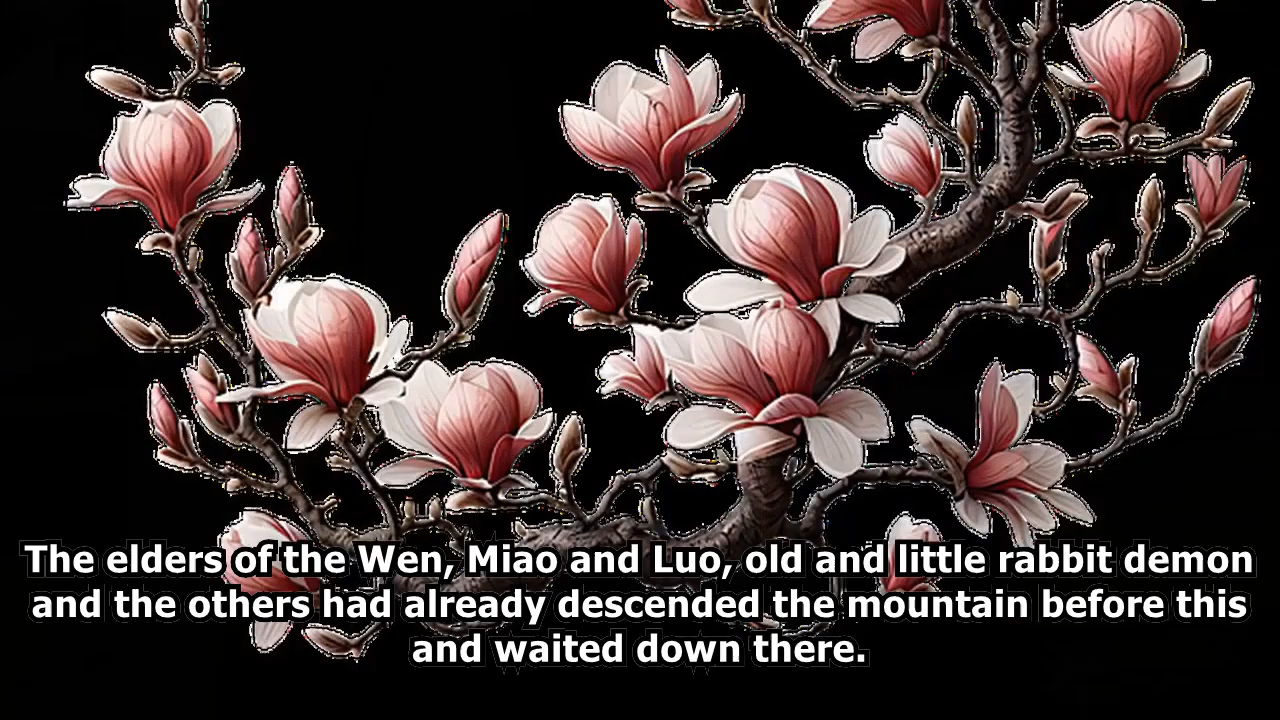 The elders of the Wen, Miao and Luo, old and little rabbit demon
and the others had already descended the mountain before this
and waited down there.